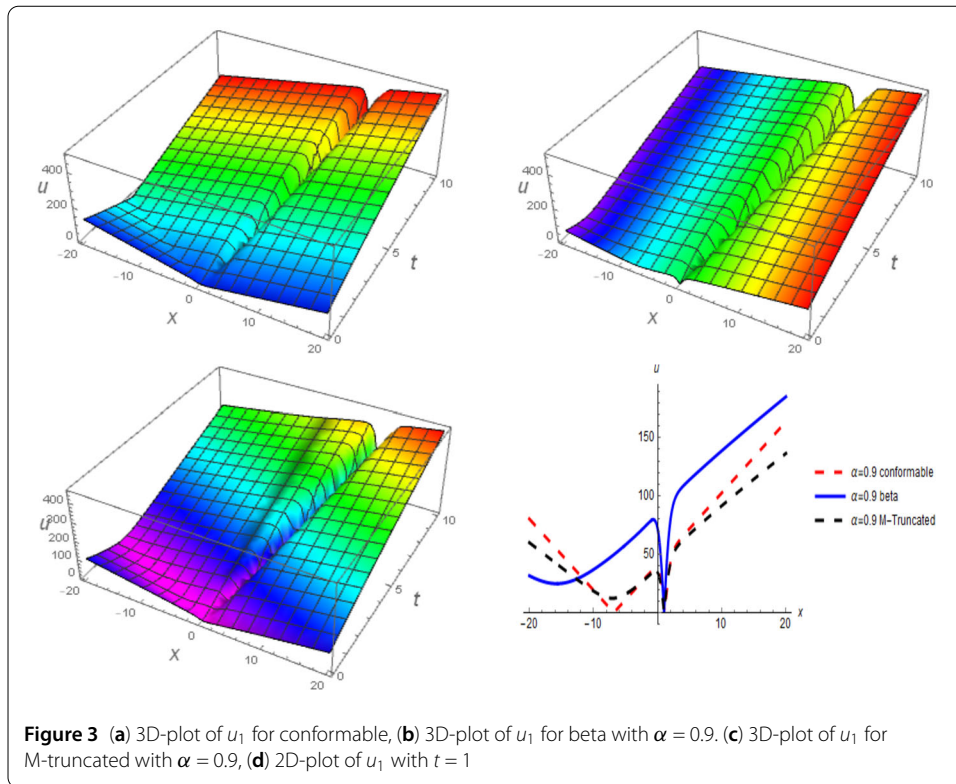 400
200
0
u
-20
-10
0
10
20
X
0
5
10
t
400
200
0
u
-20
-10
0
10
20
X
0
5
10
t
400
300
200
100
0
u
-20
-10
0
10
20
X
0
5
10
t
u
150
100
50
-20
-10
10
20
x
α=0.9 conformable
α=0.9 beta
α=0.9 M-Truncated
Figure 3 (a) 3D-plot of u₁ for conformable, (b) 3D-plot of u₁ for beta with α = 0.9. (c) 3D-plot of u₁ for
M-truncated with α = 0.9, (d) 2D-plot of u₁ with t = 1